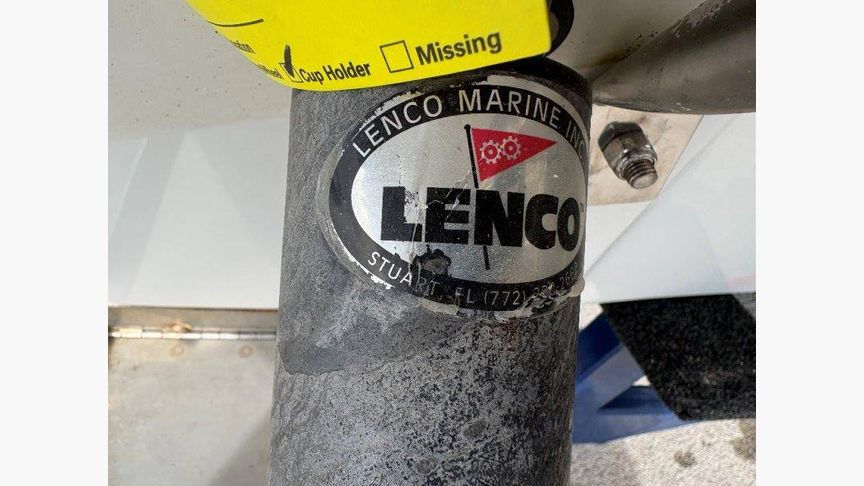 Cup Holder
Missing
LENCO MARINE INC
LENCO
STUART, FL (772)